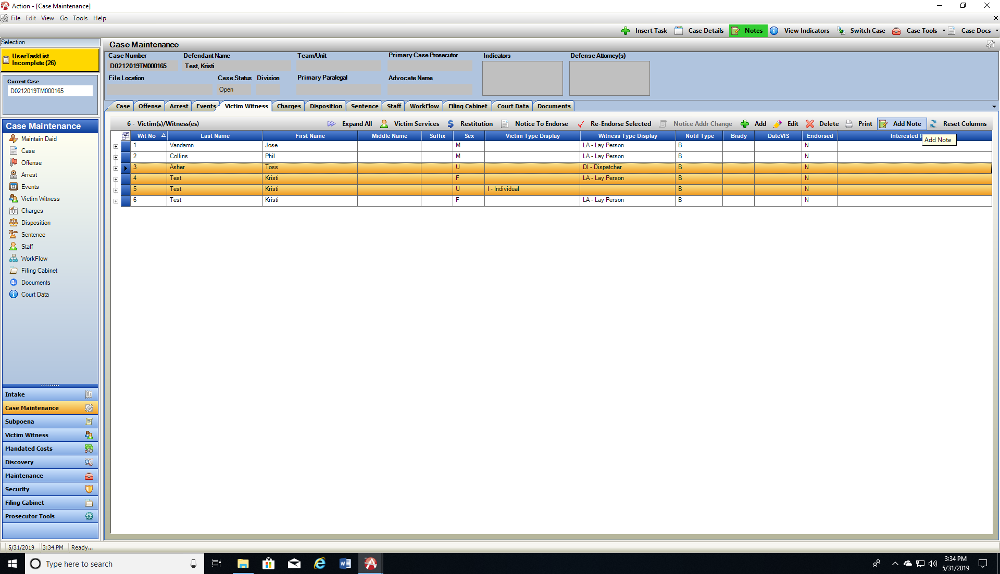 Action - [Case Maintenance]
File Edit View Go Tools Help
Insert Task Case Details Notes View Indicators Switch Case Case Tools Case Docs
Selection
UserTaskList
Incomplete (26)
Current Case
D0212019TM000165
Case Maintenance
Maintain Daid
Case
Offense
Arrest
Events
Victim Witness
Charges
Disposition
Sentence
Staff
WorkFlow
Filing Cabinet
Documents
Court Data
Intake
Case Maintenance
Subpoena
Victim Witness
Mandated Costs
Discovery
Maintenance
Security
Filing Cabinet
Prosecutor Tools
Case Maintenance
Case Number Defendant Name Team/Unit Primary Case Prosecutor Indicators Defense Attorney(s)
D0212019TM000165 Test, Kristi
File Location Case Status Division Primary Paralegal Advocate Name
Open
Case Offense Arrest Events Victim Witness Charges Disposition Sentence Staff WorkFlow Filing Cabinet Court Data Documents
6 - Victim(s)/Witness(es) Expand All Victim Services Restitution Notice To Endorse Re-Endorse Selected Notice Addr Change Add Edit Delete Print Add Note Reset Columns
Wit No Last Name First Name Middle Name Suffix Sex Victim Type Display Witness Type Display Notif Type Brady DateVIS Endorsed Interested
Add Note
1 Vandamn Jose M LA - Lay Person B N
2 Collins Phil M LA - Lay Person B N
3 Asher Toss U DI - Dispatcher B N
4 Test Kristi F LA - Lay Person B N
5 Test Kristi U I - Individual B N
6 Test Kristi F LA - Lay Person B N
5/31/2019 3:34 PM Ready...
Type here to search
3:34 PM
5/31/2019